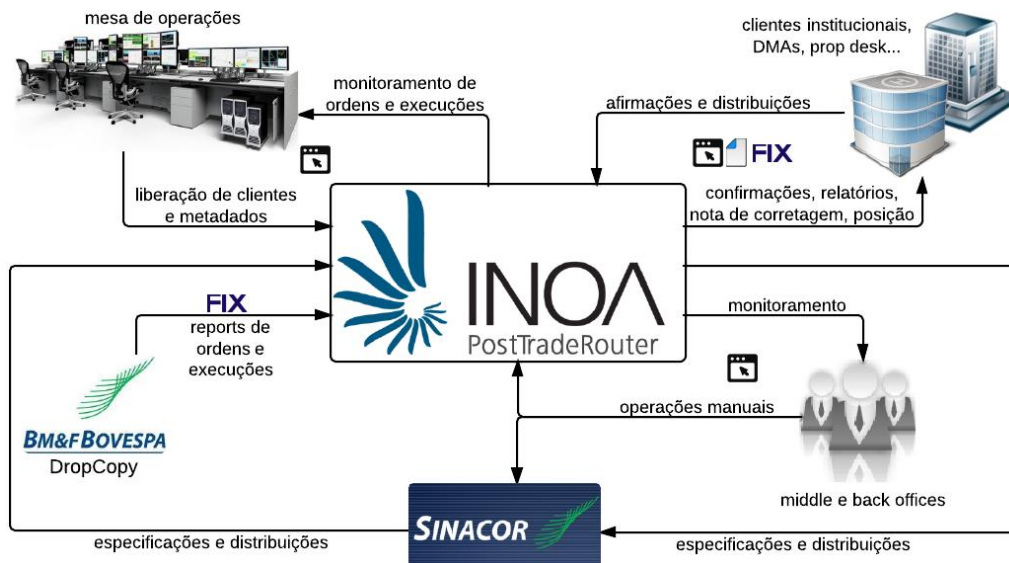 mesa de operações
clientes institucionais,
DMAs, prop desk...
monitoramento de
ordens e execuções
afirmações e distribuições
FIX
liberação de clientes
e metadados
confirmações, relatórios,
nota de corretagem, posição
INOA
PostTradeRouter
FIX
reports de
ordens e
execuções
monitoramento
BM&FBOVESPA
DropCopy
operações manuais
middle e back offices
SINACOR
especificações e distribuições
especificações e distribuições